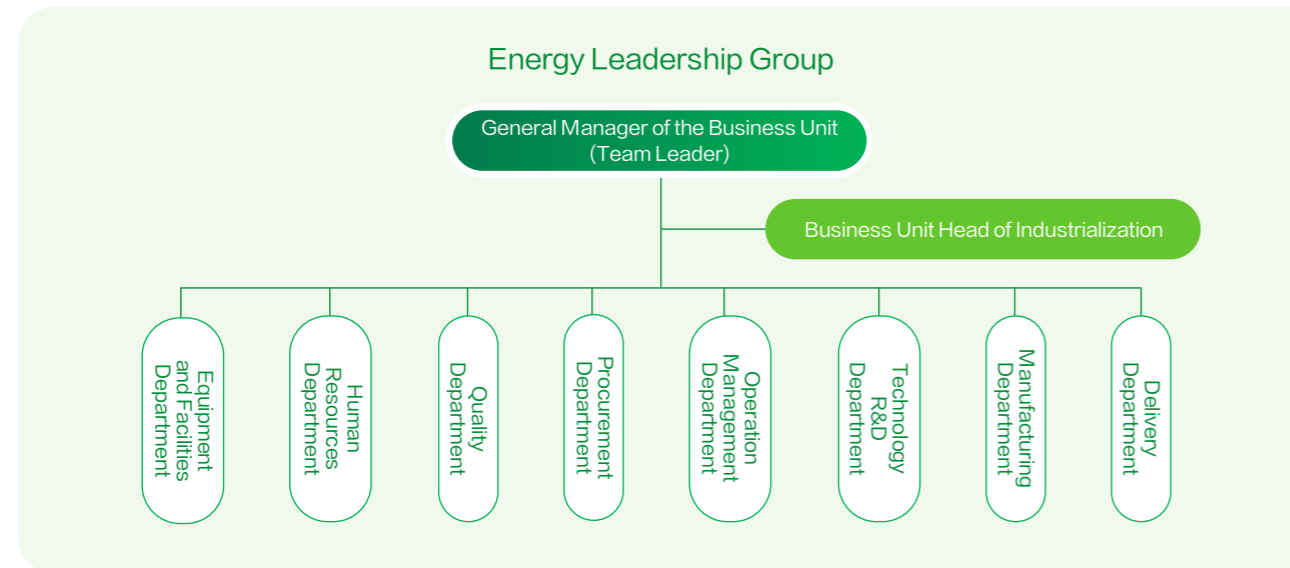 Energy Leadership Group
General Manager of the Business Unit
(Team Leader)
Business Unit Head of Industrialization
Equipment
and Facilities
Department
Human
Resources
Department
Quality
Department
Procurement
Department
Operation
Management
Department
Technology
R&D
Department
Manufacturing
Department
Delivery
Department